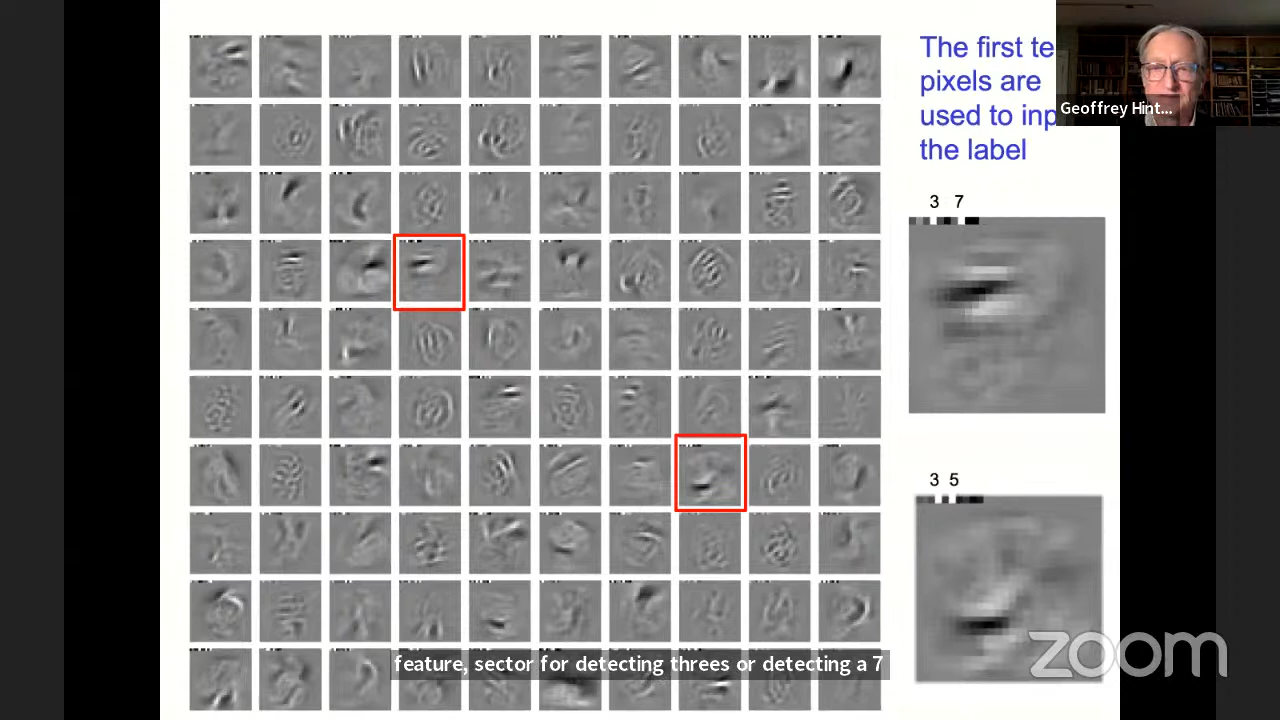 The first te
pixels are
used to inp
the label
Geoffrey Hint...
3 7
3 5
feature, sector for detecting threes or detecting a 7
zoom